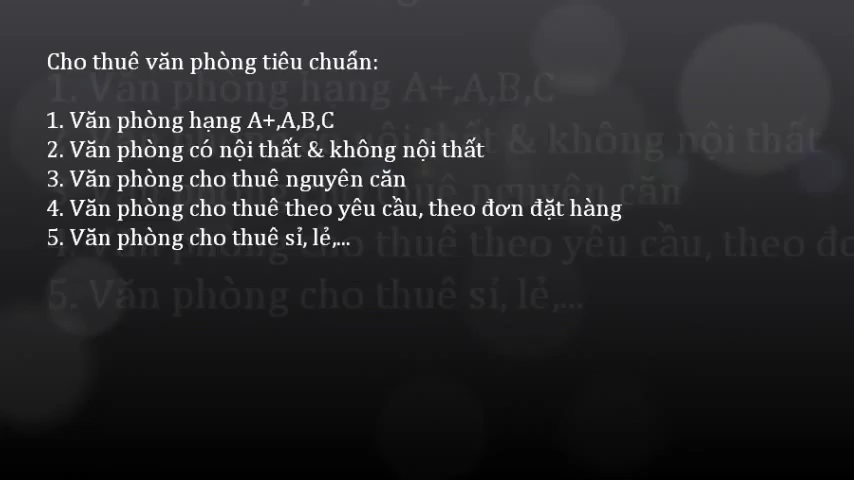 Cho thuê văn phòng tiêu chuẩn:
1. Văn phòng hạng A+,A,B,C
2. Văn phòng có nội thất & không nội thất
3. Văn phòng cho thuê nguyên căn
4. Văn phòng cho thuê theo yêu cầu, theo đơn đặt hàng
5. Văn phòng cho thuê sỉ, lẻ,...